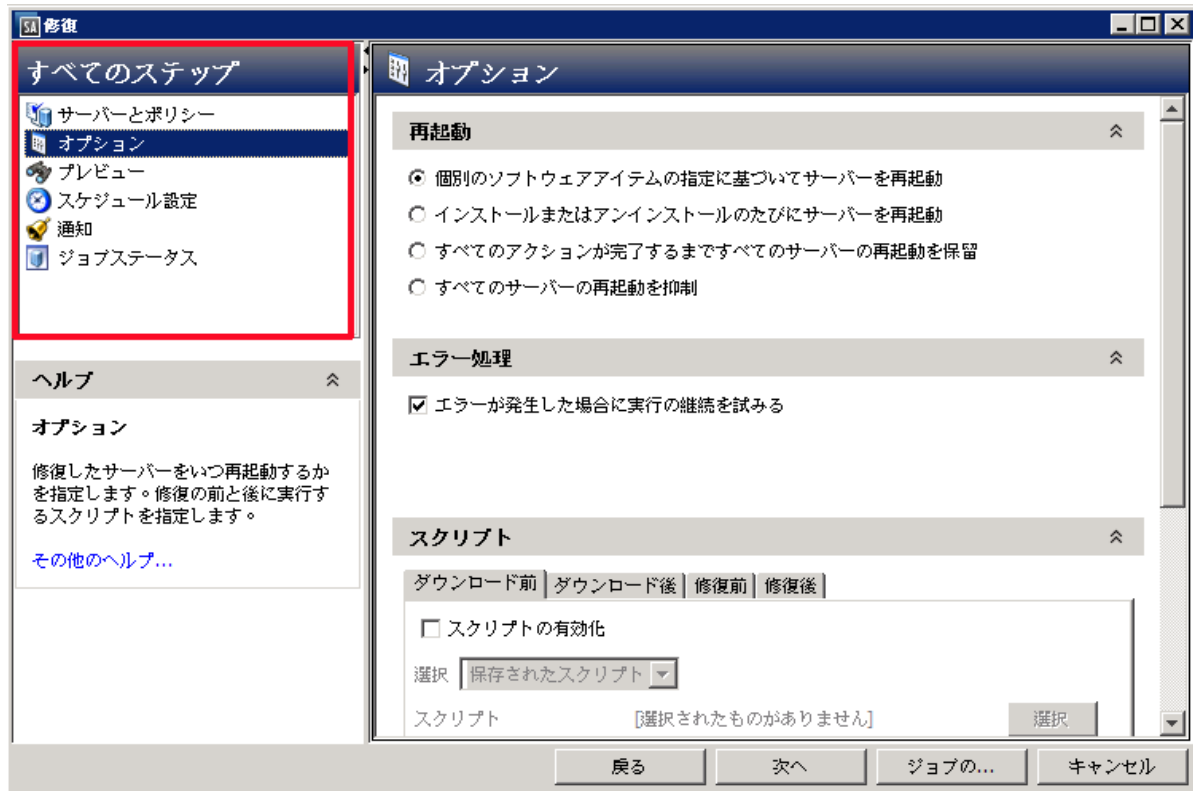 SA 修復
すべてのステップ
サーバーとポリシー
オプション
プレビュー
スケジュール設定
通知
ジョブステータス
ヘルプ
オプション
修復したサーバーをいつ再起動するか
を指定します。修復の前と後に実行す
るスクリプトを指定します。
その他のヘルプ...
オプション
再起動
個別のソフトウェアアイテムの指定に基づいてサーバーを再起動
インストールまたはアンインストールのたびにサーバーを再起動
すべてのアクションが完了するまですべてのサーバーの再起動を保留
すべてのサーバーの再起動を抑制
エラー処理
エラーが発生した場合に実行の継続を試みる
スクリプト
ダウンロード前 ダウンロード後 修復前 修復後
スクリプトの有効化
選択 保存されたスクリプト
スクリプト [選択されたものがありません] 選択
戻る 次へ ジョブの... キャンセル